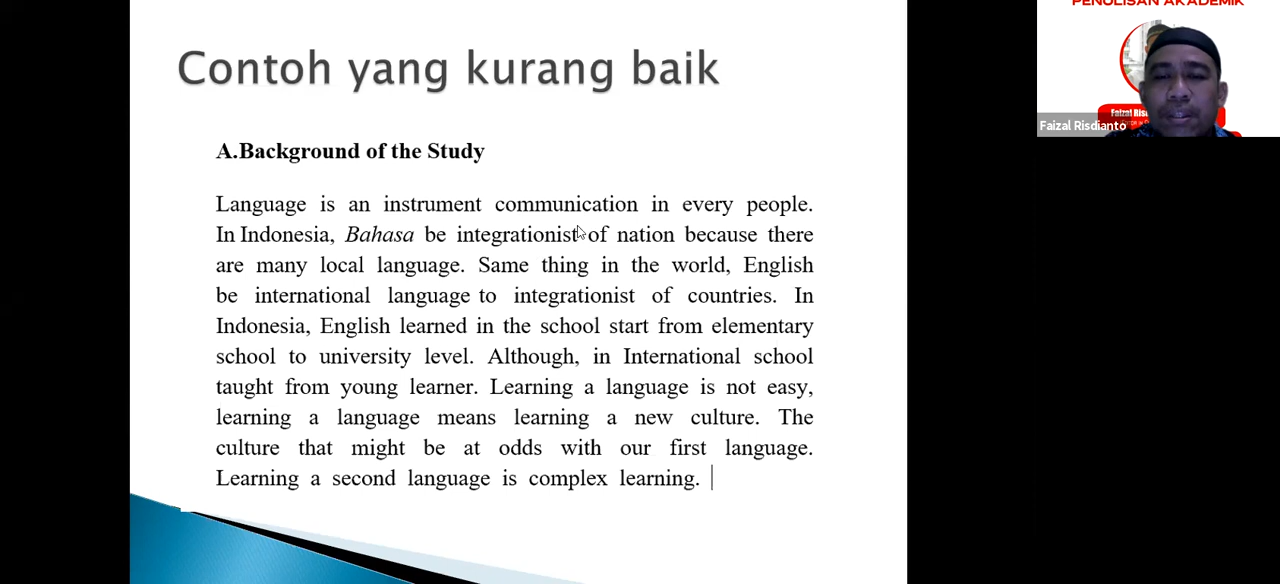 Contoh yang kurang baik
A.Background of the Study
Language is an instrument communication in every people.
In Indonesia, Bahasa be integrationist of nation because there
are many local language. Same thing in the world, English
be international language to integrationist of countries. In
Indonesia, English learned in the school start from elementary
school to university level. Although, in International school
taught from young learner. Learning a language is not easy,
learning a language means learning a new culture. The
culture that might be at odds with our first language.
Learning a second language is complex learning.
PENULISAN AKADEMIK
Faizal
Faizal Risdianto